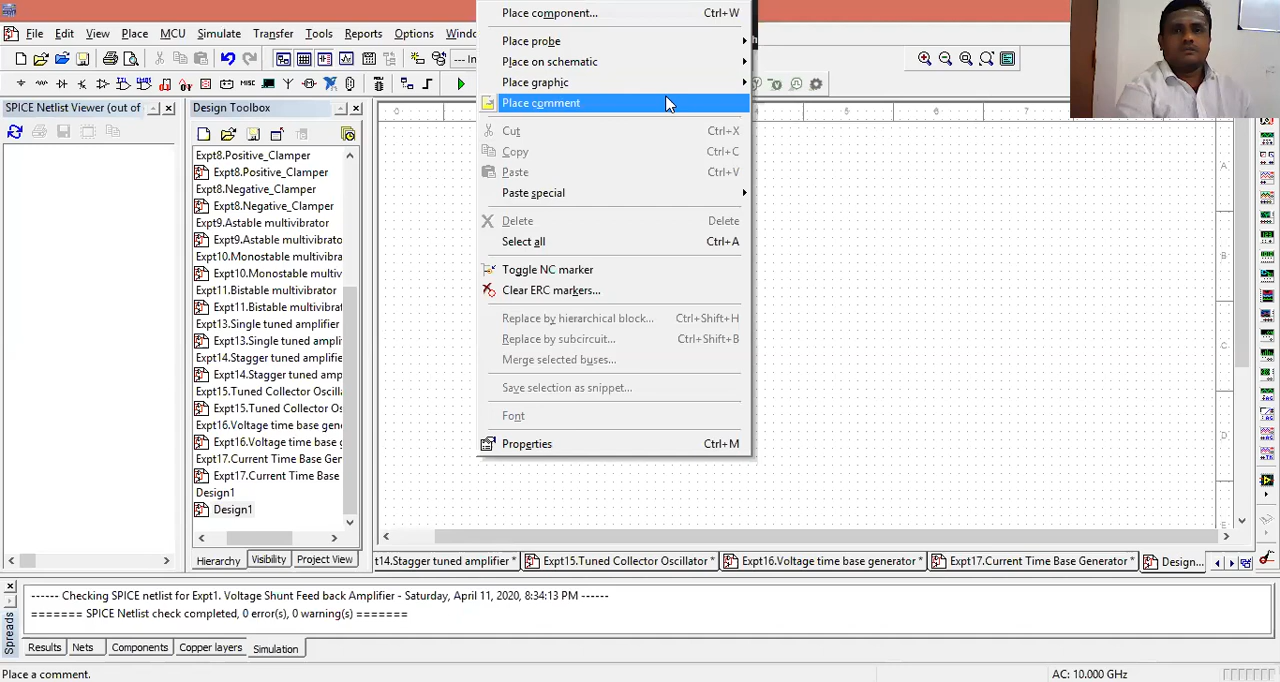 Place component... Ctrl+W
File Edit View Place MCU Simulate Transfer Tools Reports Options Windo
Place probe
Place on schematic
Place graphic
Place comment
--- In
SPICE Netlist Viewer (out of
Design Toolbox
Cut Ctrl+X
Copy Ctrl+C
Paste Ctrl+V
Paste special
Delete Delete
Select all Ctrl+A
Toggle NC marker
Clear ERC markers...
Replace by hierarchical block... Ctrl+Shift+H
Replace by subcircuit... Ctrl+Shift+B
Merge selected buses...
Save selection as snippet...
Font
Properties Ctrl+M
0 5 6 7
A
B
C
D
E
Expt8.Positive_Clamper
Expt8.Positive_Clamper
Expt8.Negative_Clamper
Expt8.Negative_Clamper
Expt9.Astable multivibrator
Expt9.Astable multivibrato
Expt10.Monostable multivibra
Expt10.Monostable multiv
Expt11.Bistable multivibrator
Expt11.Bistable multivibrat
Expt13.Single tuned amplifier
Expt13.Single tuned amplif
Expt14.Stagger tuned amplifie
Expt14.Stagger tuned amp
Expt15.Tuned Collector Oscilla
Expt15.Tuned Collector Os
Expt16.Voltage time base gene
Expt16.Voltage time base
Expt17.Current Time Base Ger
Expt17.Current Time Base
Design1
Design1
Hierarchy Visibility Project View
t14.Stagger tuned amplifier * Expt15.Tuned Collector Oscillator * Expt16.Voltage time base generator * Expt17.Current Time Base Generator * Design...
------ Checking SPICE netlist for Expt1. Voltage Shunt Feed back Amplifier - Saturday, April 11, 2020, 8:34:13 PM ------
======= SPICE Netlist check completed, 0 error(s), 0 warning(s) =======
Spreads
Results Nets Components Copper layers Simulation
Place a comment. AC: 10.000 GHz